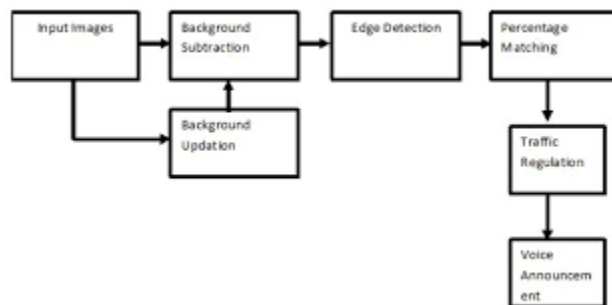 Input Images
Background
Subtraction
Edge Detection
Percentage
Matching
Background
Updation
Traffic
Regulation
Voice
Announcem
ent